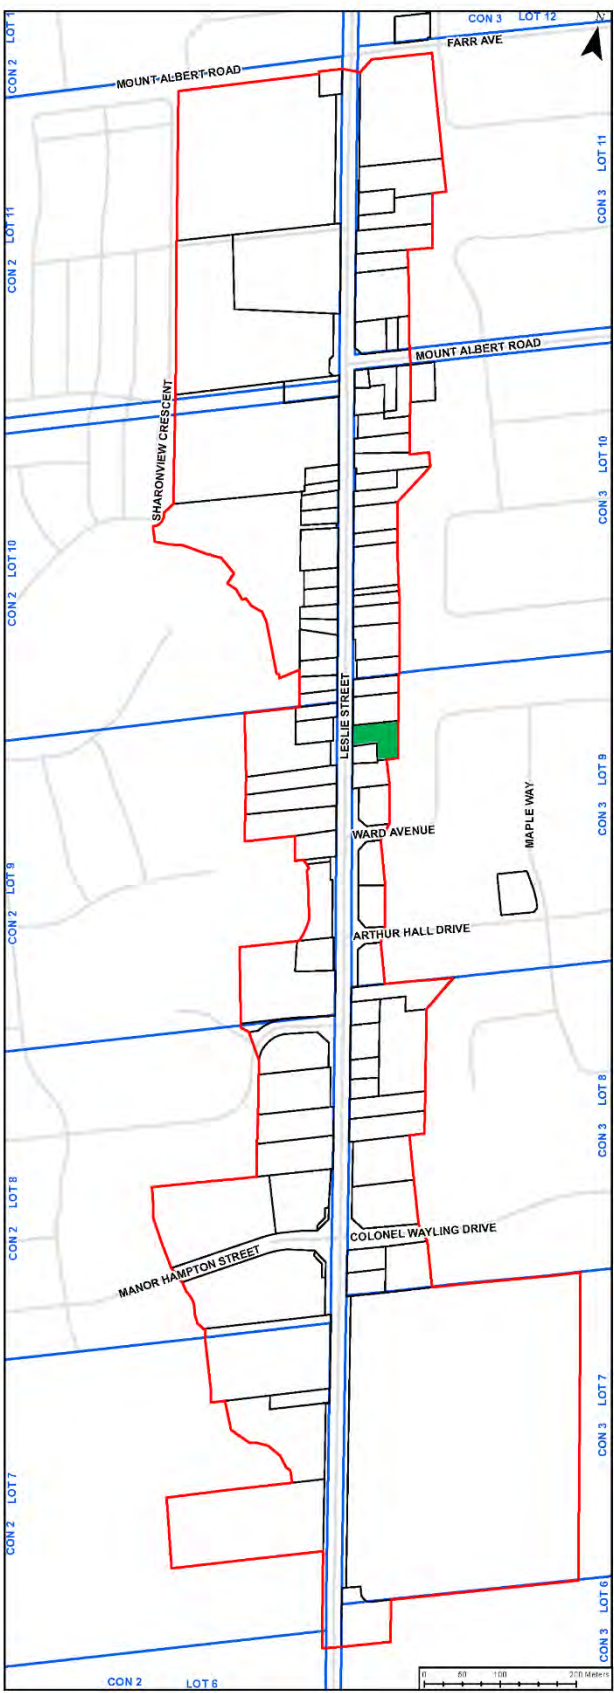 CON 3 LOT 12
N
CON 2 LOT 1
FARR AVE
MOUNT ALBERT ROAD
CON 3 LOT 11
CON 2 LOT 11
MOUNT ALBERT ROAD
SHARONVIEW CRESCENT
CON 3 LOT 10
CON 2 LOT 10
LESLIE STREET
CON 3 LOT 9
MAPLE WAY
WARD AVENUE
CON 2 LOT 9
ARTHUR HALL DRIVE
CON 3 LOT 8
CON 2 LOT 8
COLONEL WAYLING DRIVE
MANOR HAMPTON STREET
CON 3 LOT 7
CON 2 LOT 7
CON 3 LOT 6
CON 2 LOT 6
0 50 100 200 Meters